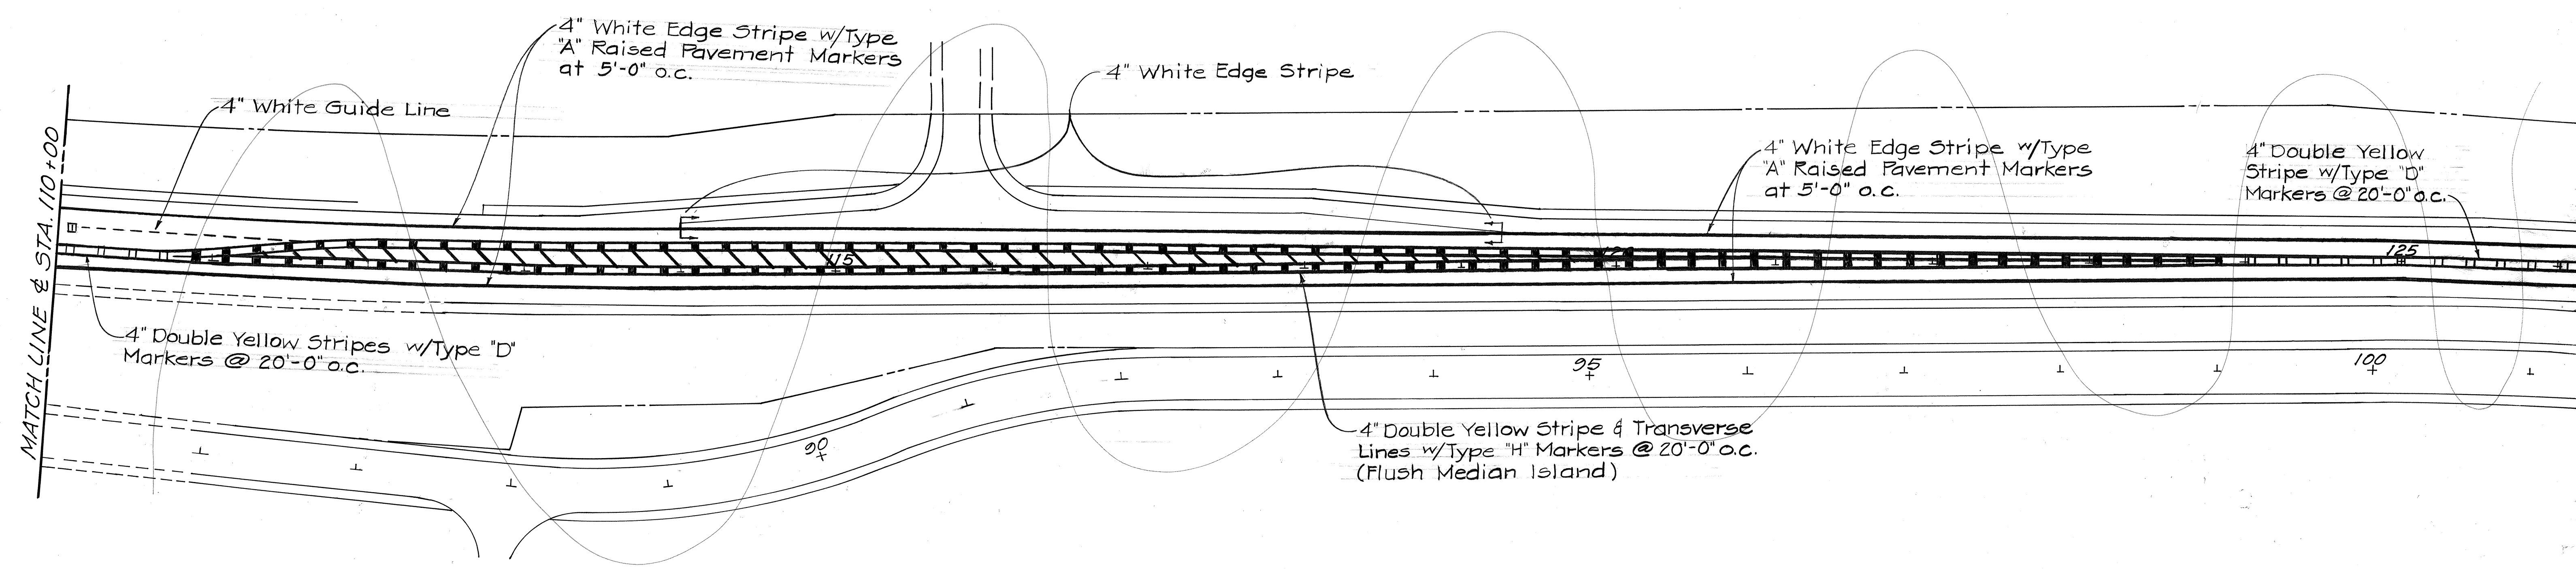 4" White Edge Stripe w/Type
"A" Raised Pavement Markers
at 5'-0" o.c.
4" White Edge Stripe
4" White Guide Line
4" White Edge Stripe w/Type
"A" Raised Pavement Markers
at 5'-0" o.c.
4" Double Yellow
Stripe w/Type "D"
Markers @ 20'-0" o.c.
MATCH LINE & STA. 110+00
115
125
4" Double Yellow Stripes w/Type "D"
Markers @ 20'-0" o.c.
95
100
90
4" Double Yellow Stripe & Transverse
Lines w/Type "H" Markers @ 20'-0" o.c.
(Flush Median Island)